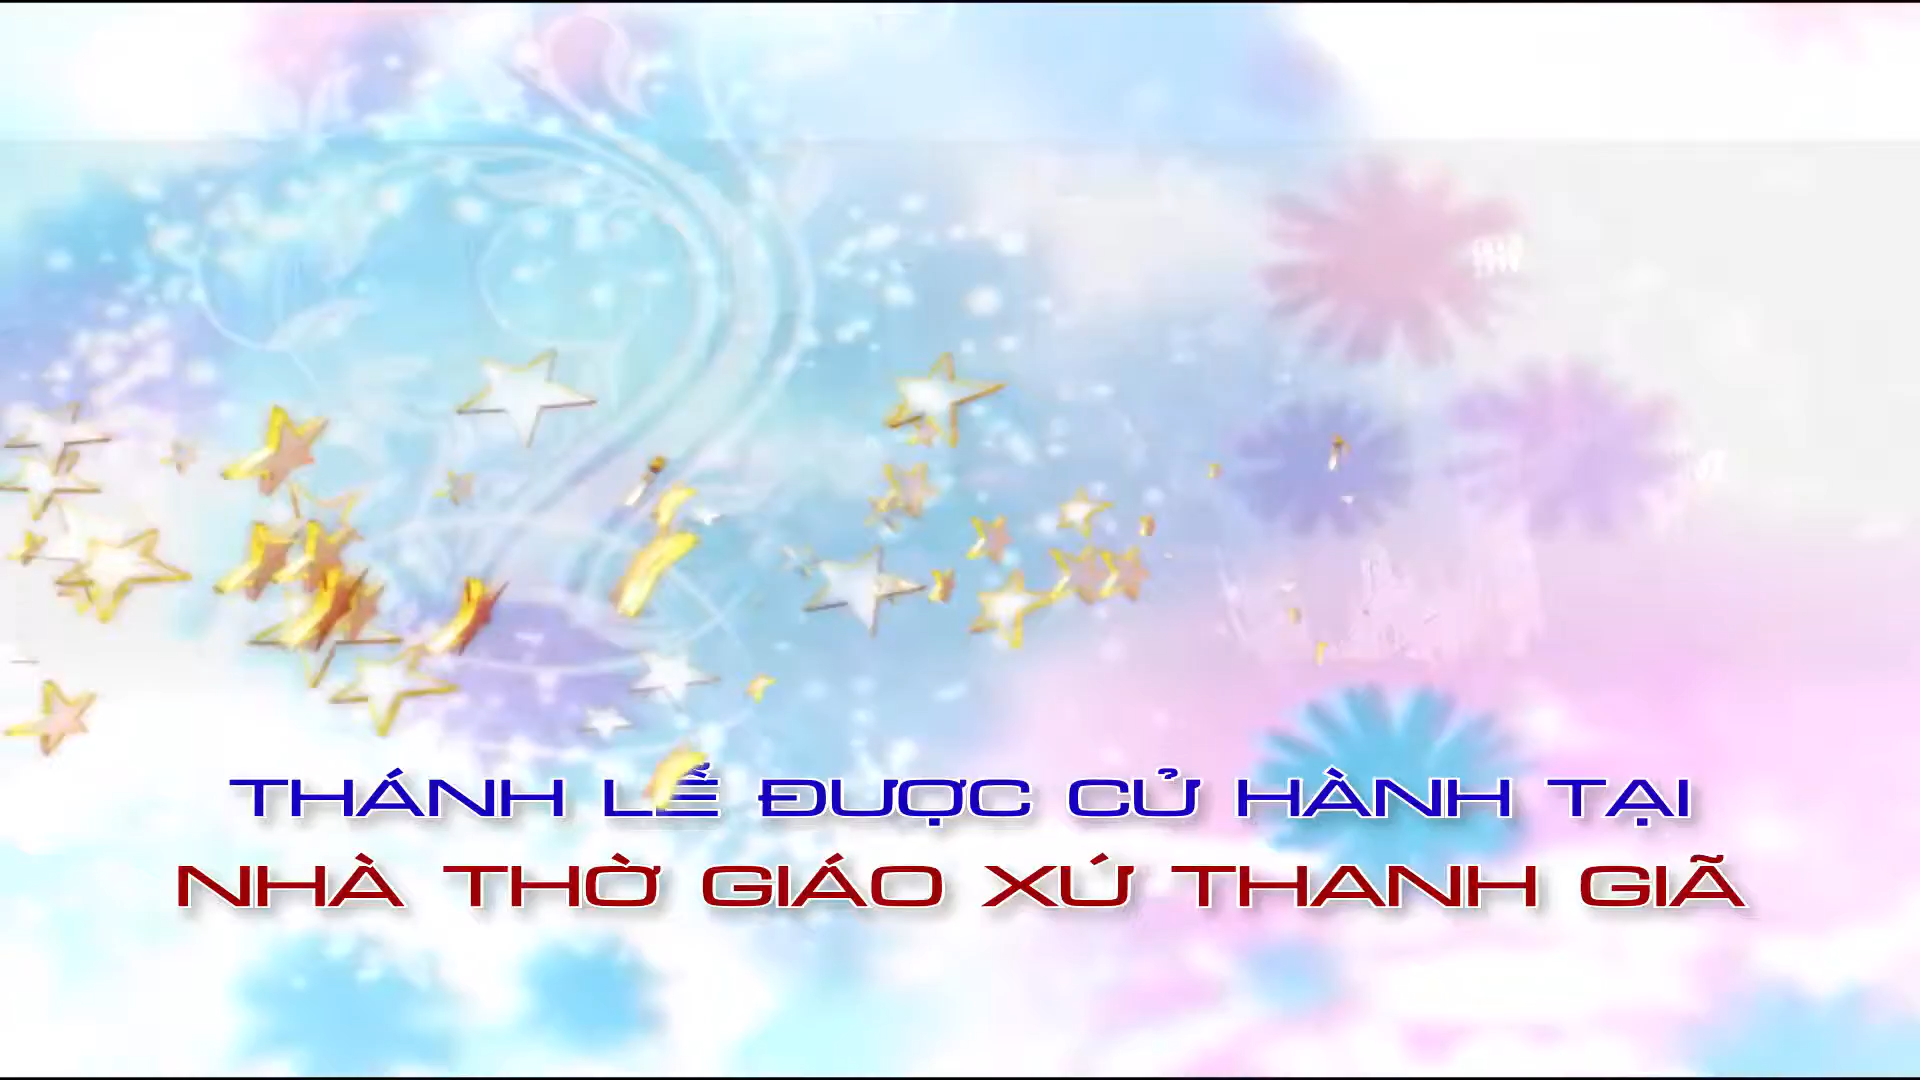 THÁNH LỄ ĐƯỢC CỬ HÀNH TẠI
NHÀ THỜ GIÁO XỨ THANH GIÃ